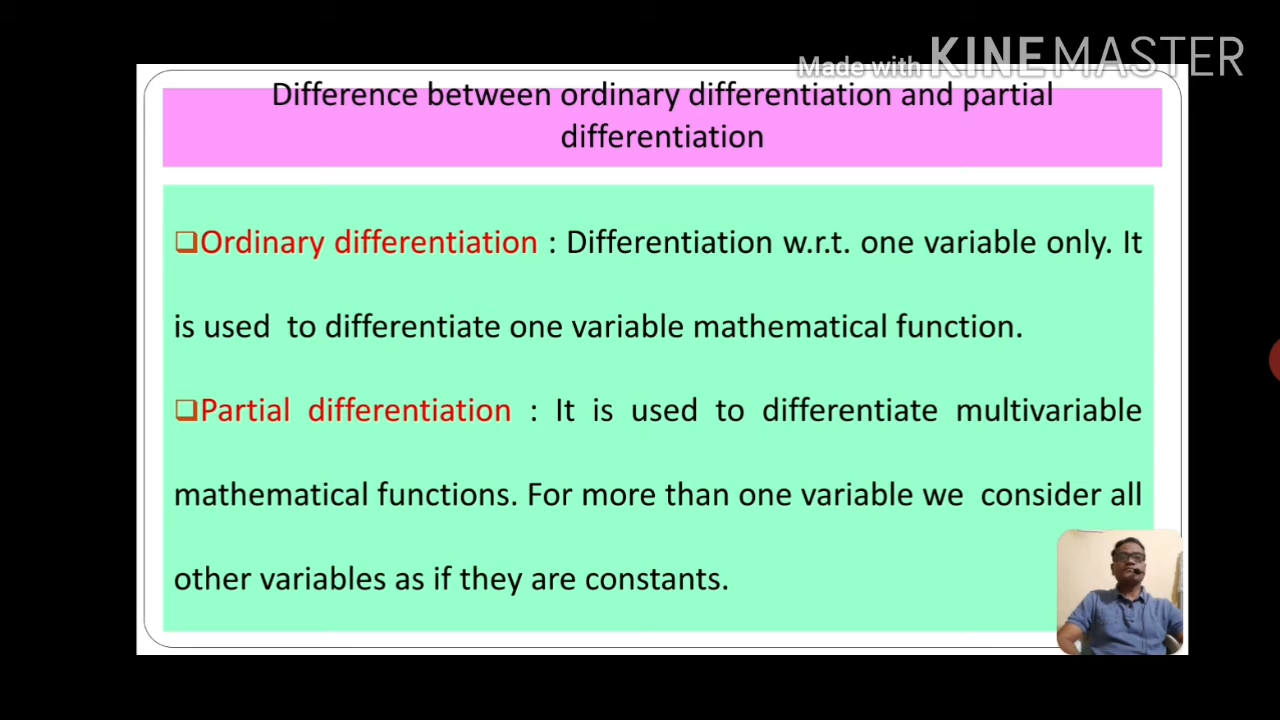 Made with KINEMASTER
Difference between ordinary differentiation and partial
differentiation
❑Ordinary differentiation : Differentiation w.r.t. one variable only. It
is used to differentiate one variable mathematical function.
❑Partial differentiation : It is used to differentiate multivariable
mathematical functions. For more than one variable we consider all
other variables as if they are constants.